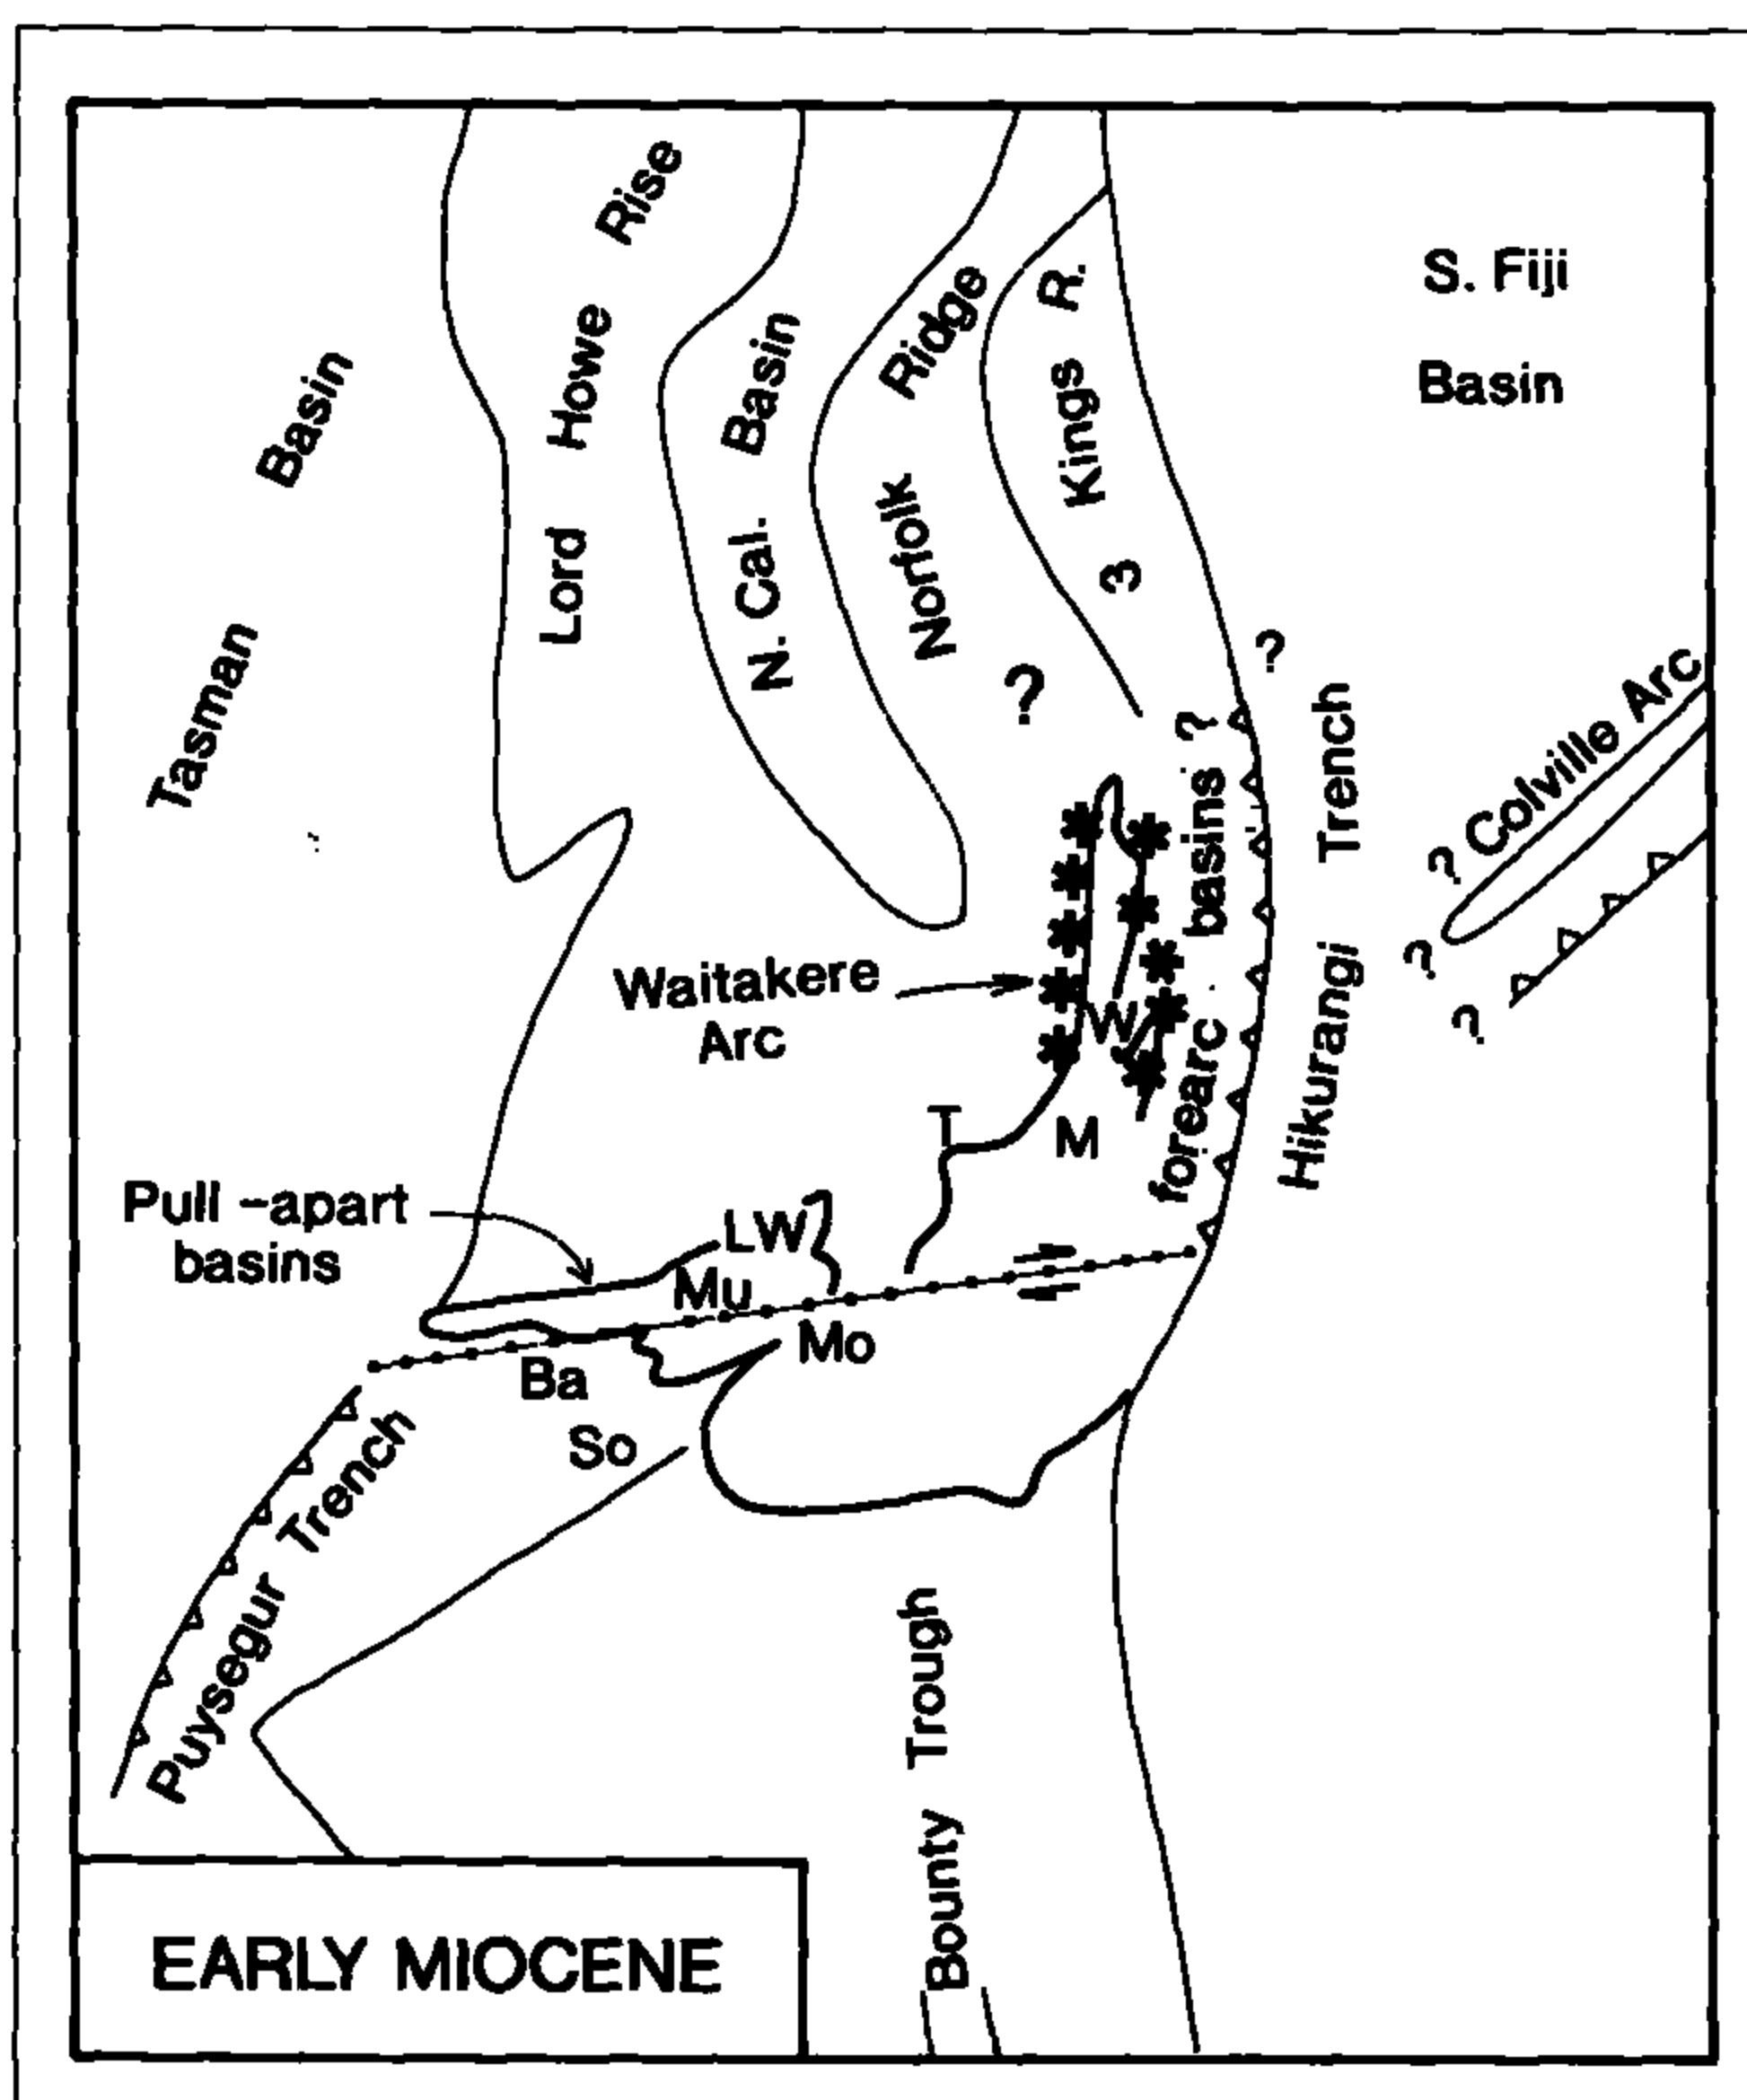 Tasman Basin
Lord Howe Rise
N. Cal. Basin
Norfolk Ridge
3 Kings R.
S. Fiji
Basin
?
?
?
Colville Arc
?
?
?
Hikurangi Trench
forearc basins
Waitakere
Arc
W
T
M
Pull -apart
basins
LW
Mu
Mo
Ba
So
Puysegur Trench
Bounty Trough
EARLY MIOCENE